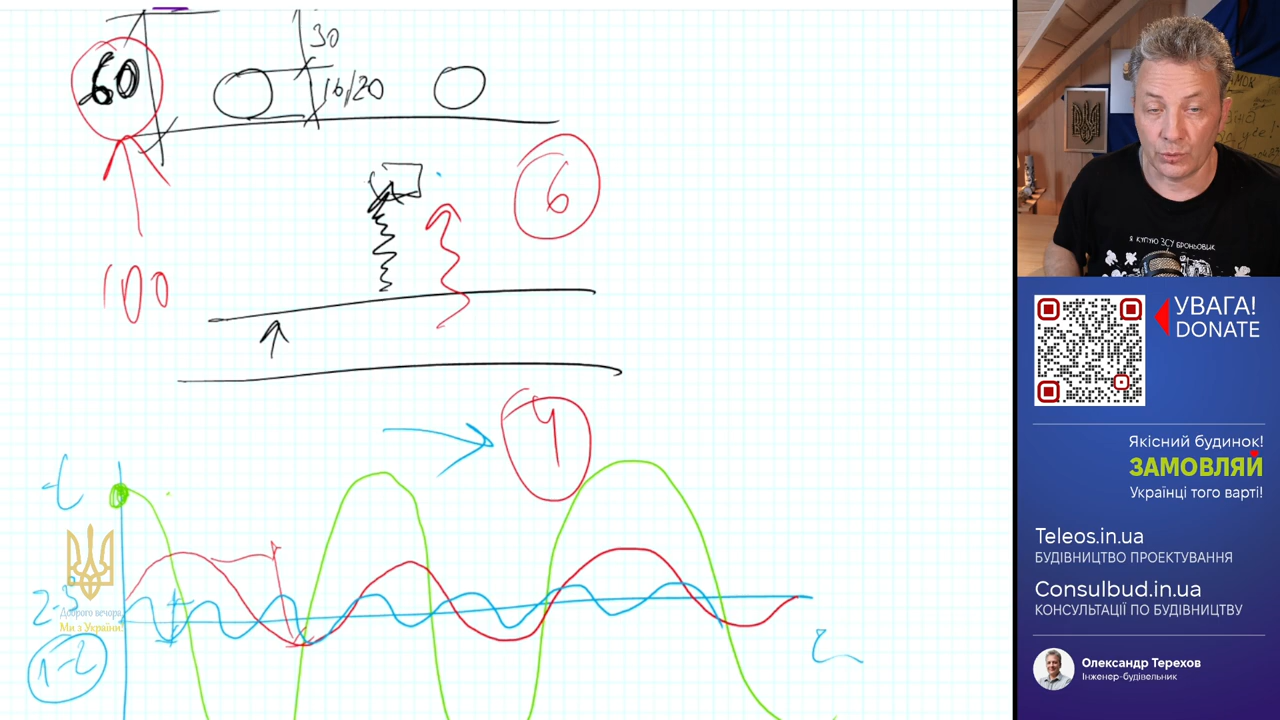 60
30
16/20
6
100
4
t
2-3°
1-2
Доброго вечора,
Ми з України!
Я КУПУЮ ЗСУ БРОНЬОВИК
УВАГА!
DONATE
Якісний будинок!
ЗАМОВЛЯЙ
Українці того варті!
Teleos.in.ua
БУДІВНИЦТВО ПРОЕКТУВАННЯ
Consulbud.in.ua
КОНСУЛЬТАЦІЇ ПО БУДІВНИЦТВУ
Олександр Терехов
Інженер-будівельник